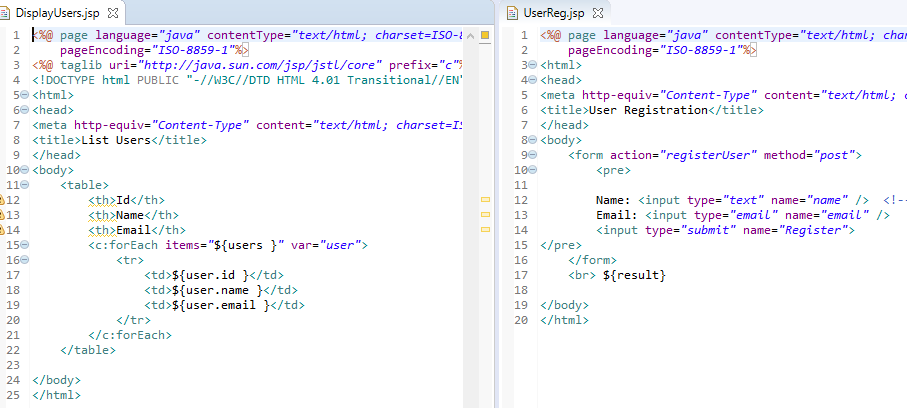 DisplayUsers.jsp
1 <%@ page language="java" contentType="text/html; charset=ISO-8
2     pageEncoding="ISO-8859-1"%>
3 <%@ taglib uri="http://java.sun.com/jsp/jstl/core" prefix="c"%
4 <!DOCTYPE html PUBLIC "-//W3C//DTD HTML 4.01 Transitional//EN"
5 <html>
6 <head>
7 <meta http-equiv="Content-Type" content="text/html; charset=IS
8 <title>List Users</title>
9 </head>
10 <body>
11     <table>
12         <th>Id</th>
13         <th>Name</th>
14         <th>Email</th>
15         <c:forEach items="${users }" var="user">
16             <tr>
17                 <td>${user.id }</td>
18                 <td>${user.name }</td>
19                 <td>${user.email }</td>
20             </tr>
21         </c:forEach>
22     </table>
23
24 </body>
25 </html>
UserReg.jsp
1 <%@ page language="java" contentType="text/html; charset=ISO-8
2     pageEncoding="ISO-8859-1"%>
3 <html>
4 <head>
5 <meta http-equiv="Content-Type" content="text/html; c
6 <title>User Registration</title>
7 </head>
8 <body>
9     <form action="registerUser" method="post">
10         <pre>
11
12         Name: <input type="text" name="name" />  <!--
13         Email: <input type="email" name="email" />
14         <input type="submit" name="Register">
15 </pre>
16     </form>
17     <br> ${result}
18
19 </body>
20 </html>